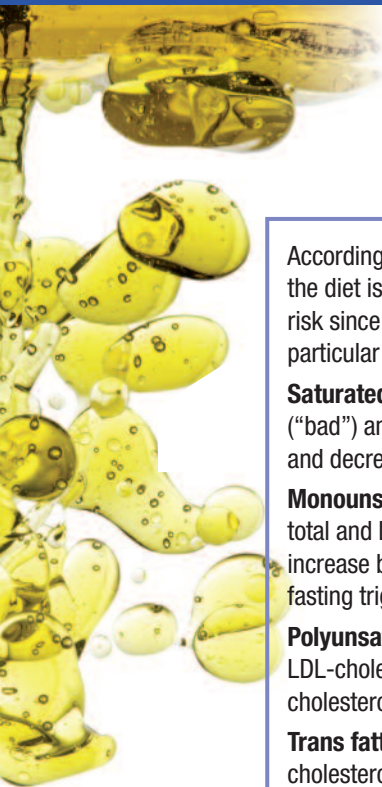 According
the diet is
risk since
particular
Saturated
("bad") an
and decre
Monouns
total and
increase b
fasting trig
Polyunsa
LDL-chole
cholestero
Trans fatt
cholestero